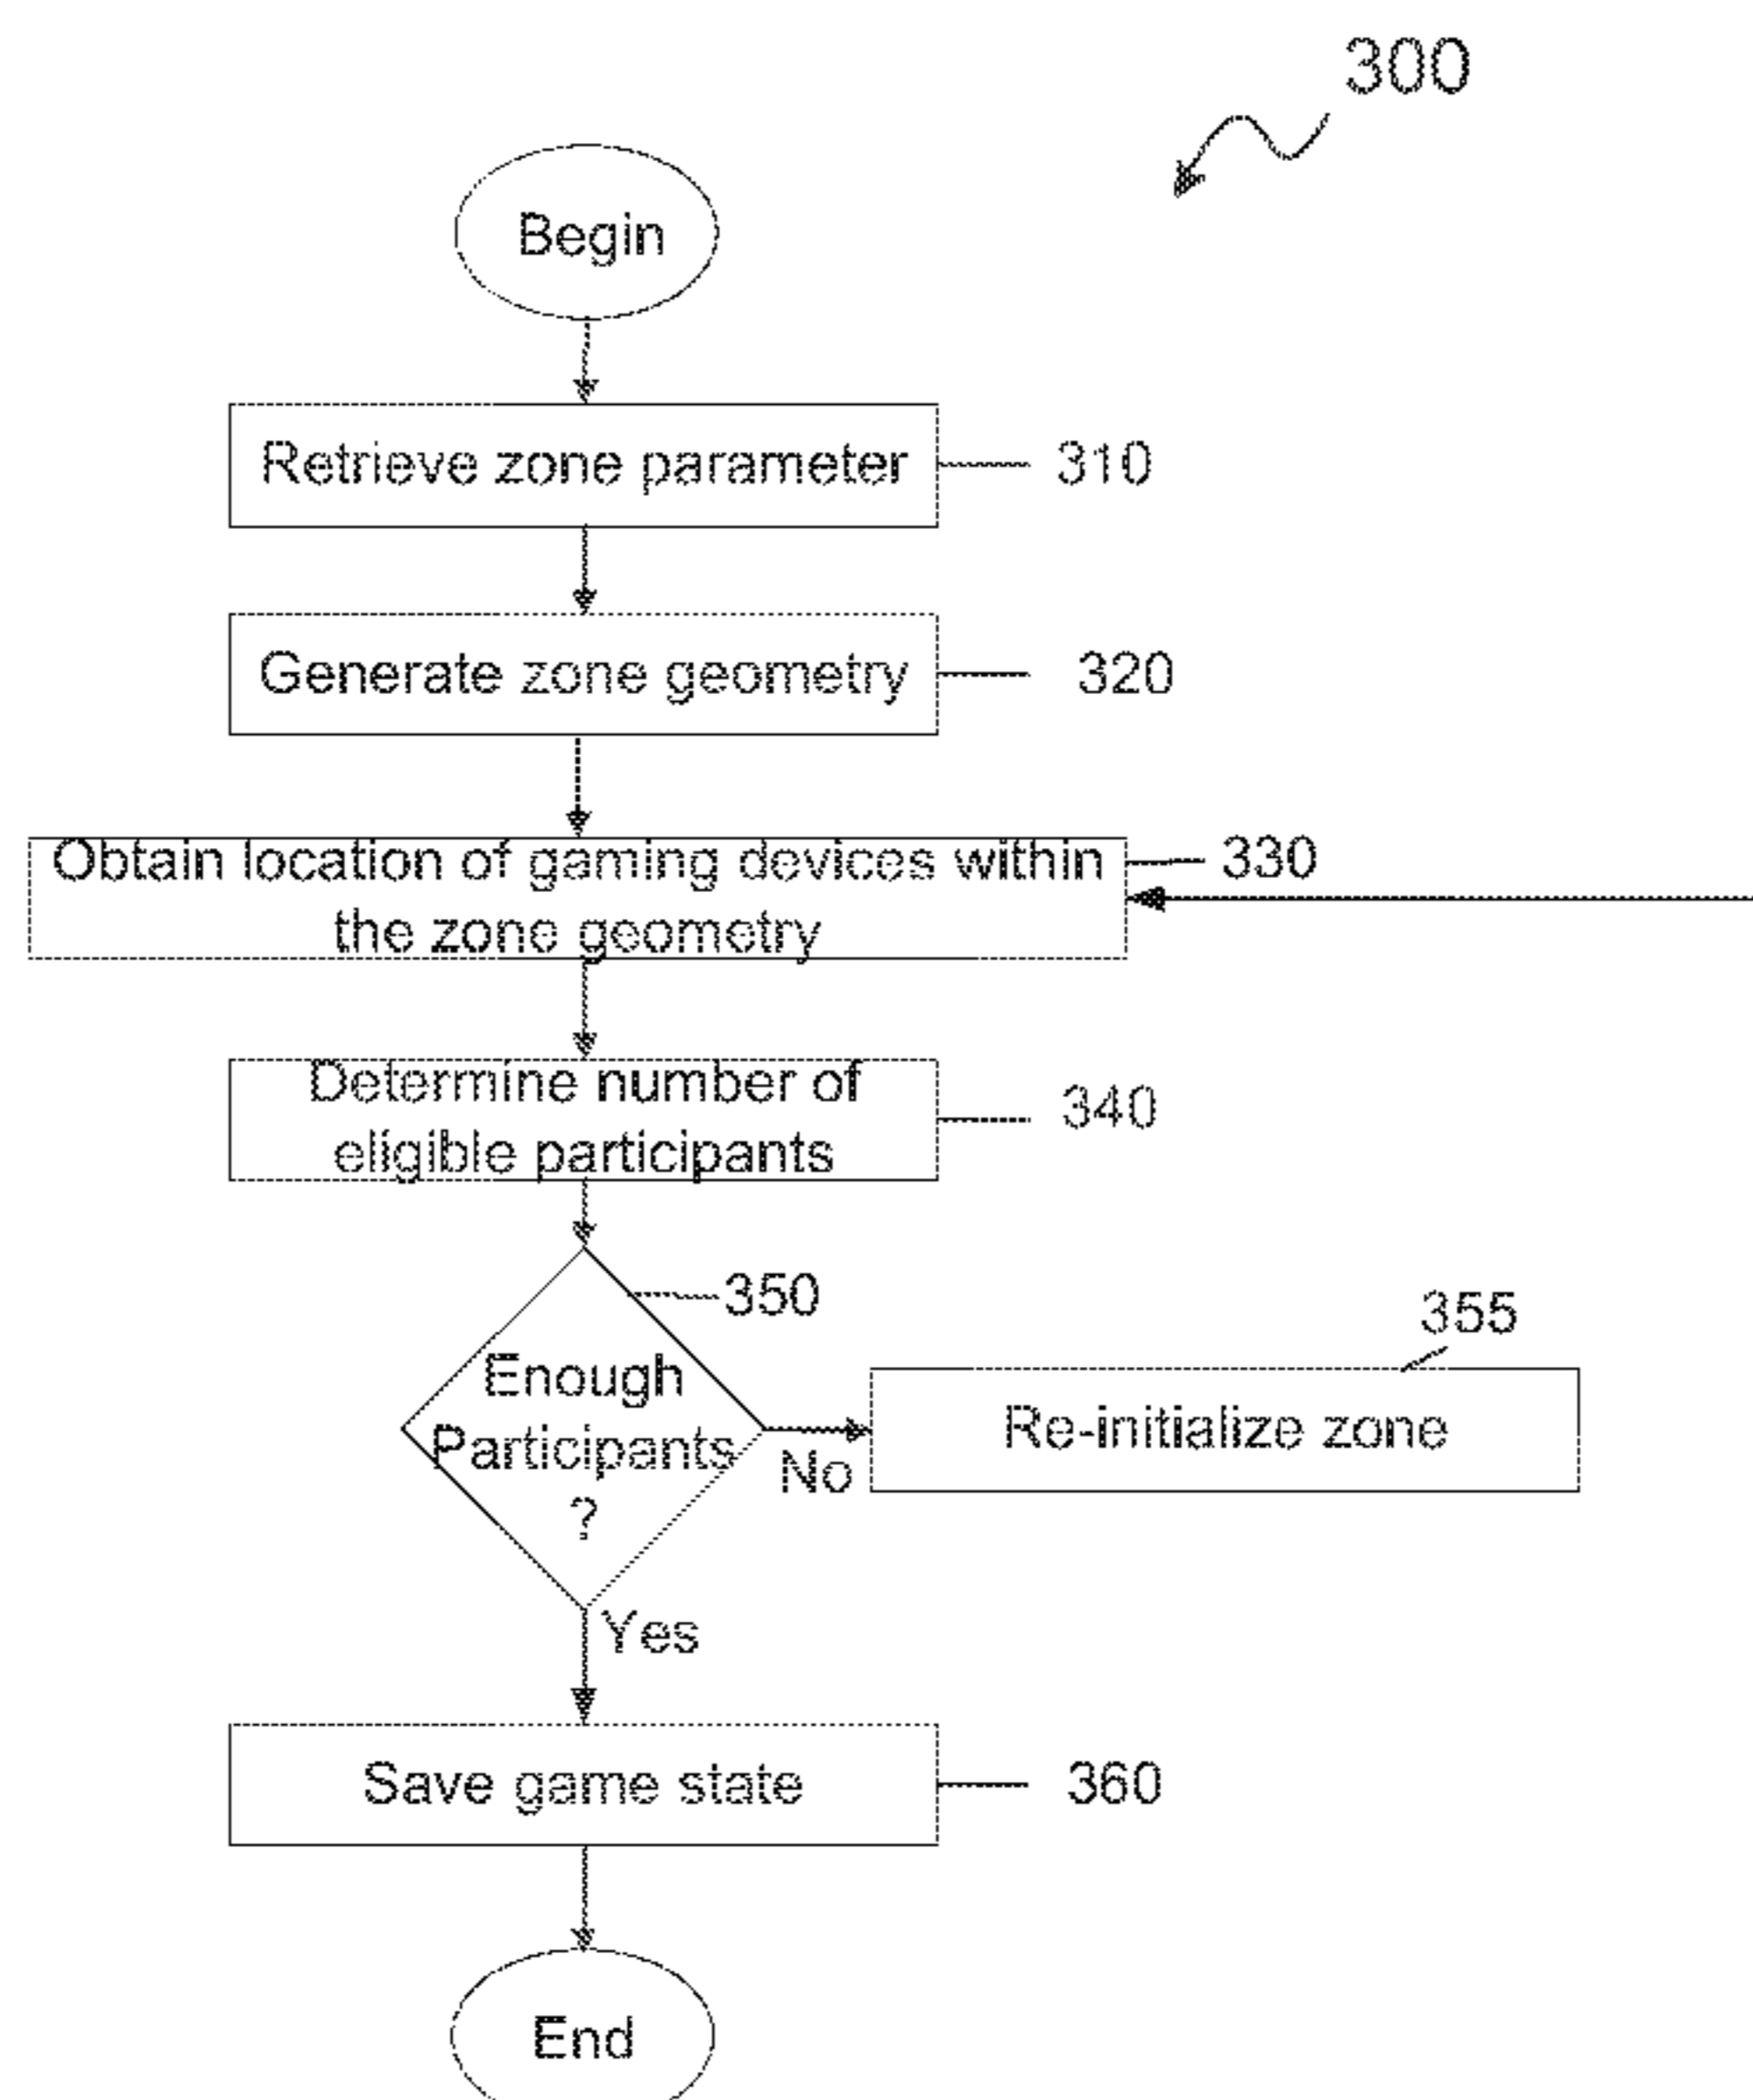 300
Begin
Retrieve zone parameter
310
Generate zone geometry
320
Obtain location of gaming devices within
the zone geometry
330
Determine number of
eligible participants
340
350
Enough
Participants
?
No
355
Re-initialize zone
Yes
Save game state
360
End